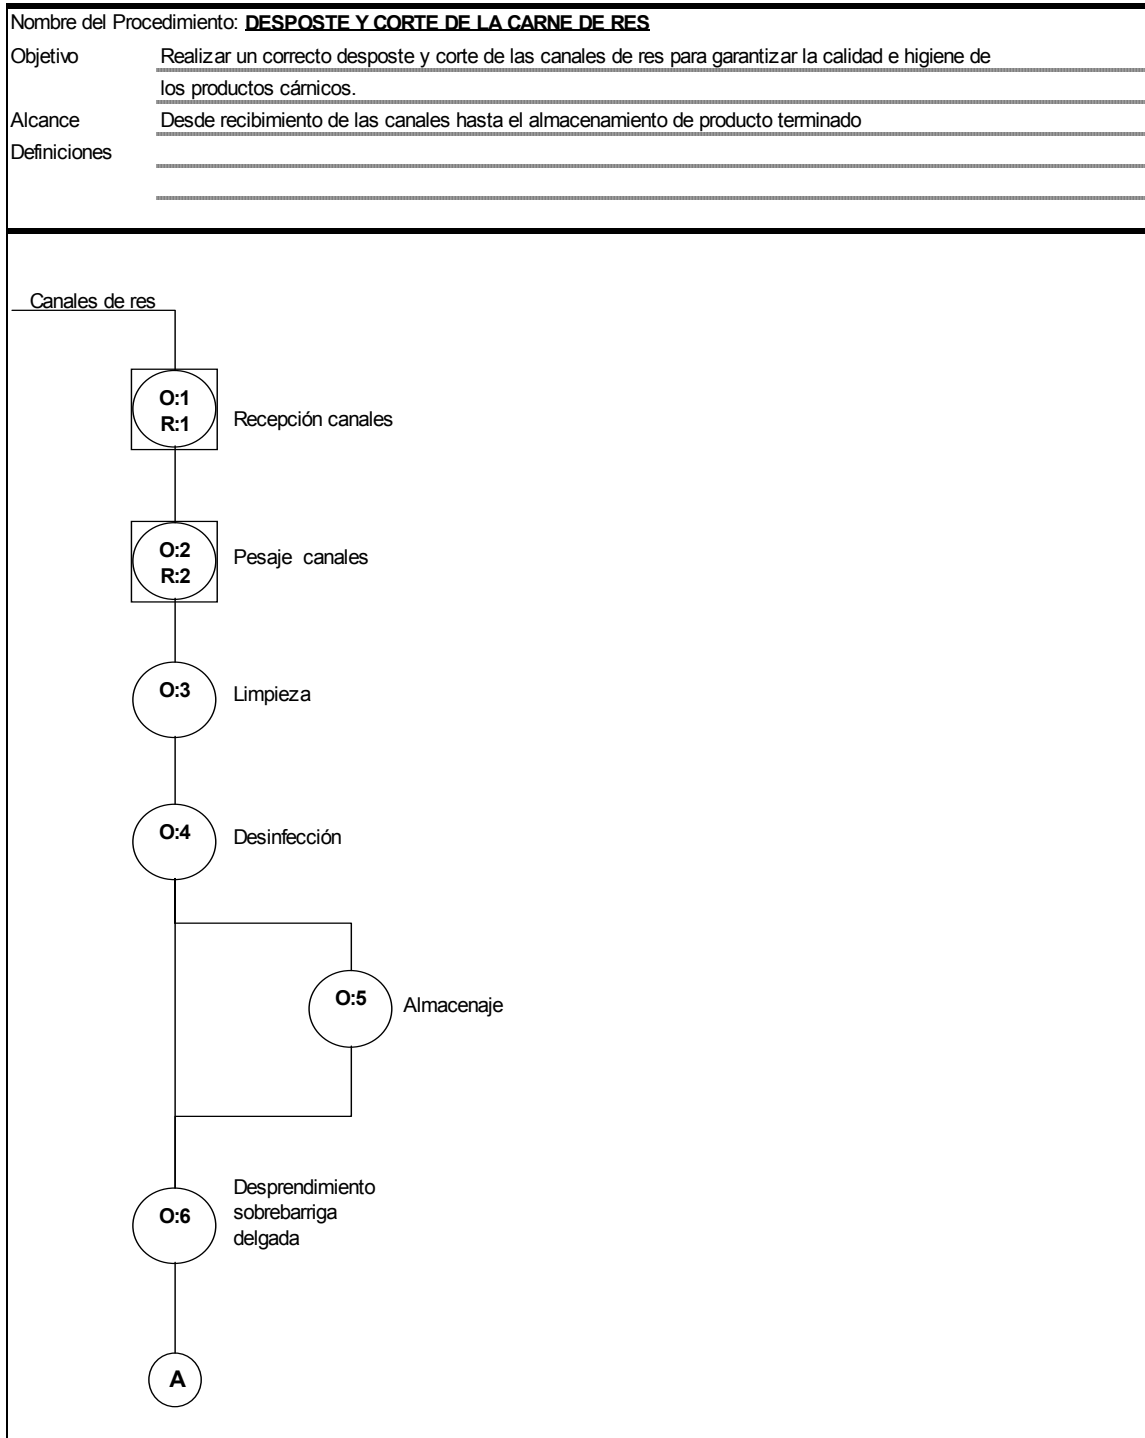 Nombre del Procedimiento: DESPOSTE Y CORTE DE LA CARNE DE RES
Objetivo Realizar un correcto desposte y corte de las canales de res para garantizar la calidad e higiene de
los productos cárnicos.
Alcance Desde recibimiento de las canales hasta el almacenamiento de producto terminado
Definiciones
Canales de res
O:1
R:1
Recepción canales
O:2
R:2
Pesaje canales
O:3
Limpieza
O:4
Desinfección
O:5
Almacenaje
O:6
Desprendimiento
sobrebarriga
delgada
A